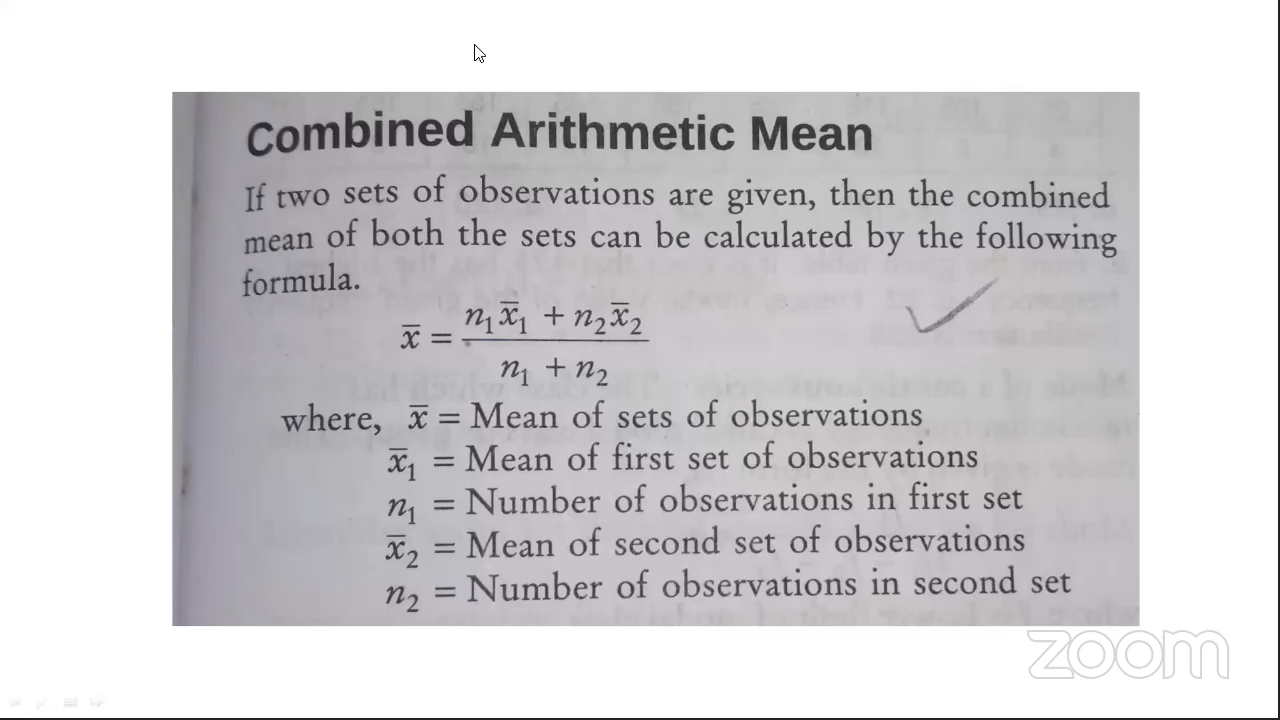 Combined Arithmetic Mean
If two sets of observations are given, then the combined
mean of both the sets can be calculated by the following
formula.
x̄ = (n₁x̄₁ + n₂x̄₂) / (n₁ + n₂)
where, x̄ = Mean of sets of observations
x̄₁ = Mean of first set of observations
n₁ = Number of observations in first set
x̄₂ = Mean of second set of observations
n₂ = Number of observations in second set
zoom